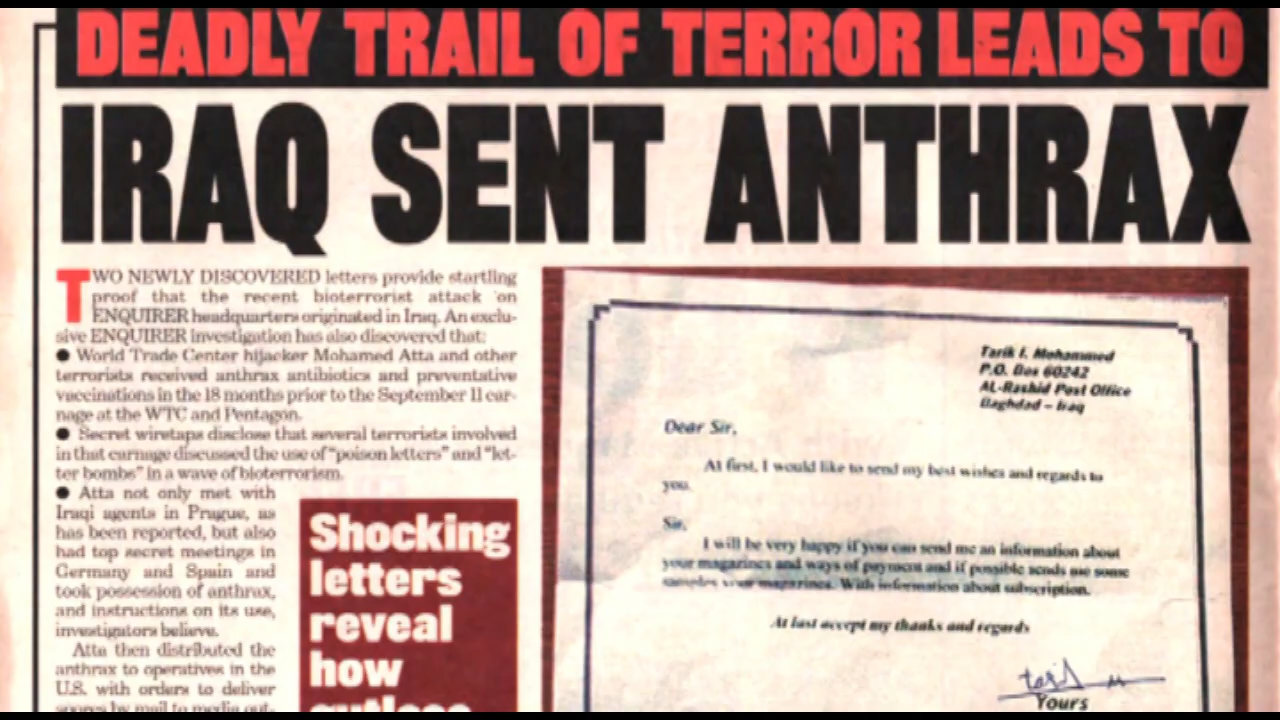 DEADLY TRAIL OF TERROR LEADS TO
IRAQ SENT ANTHRAX
TWO NEWLY DISCOVERED letters provide startling
proof that the recent bioterrorist attack on
ENQUIRER headquarters originated in Iraq. An exclu-
sive ENQUIRER investigation has also discovered that:
● World Trade Center hijacker Mohamed Atta and other
terrorists received anthrax antibiotics and preventative
vaccinations in the 18 months prior to the September 11 car-
nage at the WTC and Pentagon.
● Secret wiretaps disclose that several terrorists involved
in that carnage discussed the use of "poison letters" and "let-
ter bombs" in a wave of bioterrorism.
● Atta not only met with
Iraqi agents in Prague, as
has been reported, but also
had top secret meetings in
Germany and Spain and
took possession of anthrax,
and instructions on its use,
investigators believe.
Atta then distributed the
anthrax to operatives in the
U.S. with orders to deliver
spores by mail to media out-
Shocking
letters
reveal
how
Tarik I. Mohammed
P.O. Box 60242
AL-Rashid Post Office
Baghdad – Iraq
Dear Sir,
At first, I would like to send my best wishes and regards to
you.
Sir,
I will be very happy if you can send me an information about
your magazines and ways of payment and if possible sends me some
samples your magazines. With information about subscription.
At last accept my thanks and regards
Yours